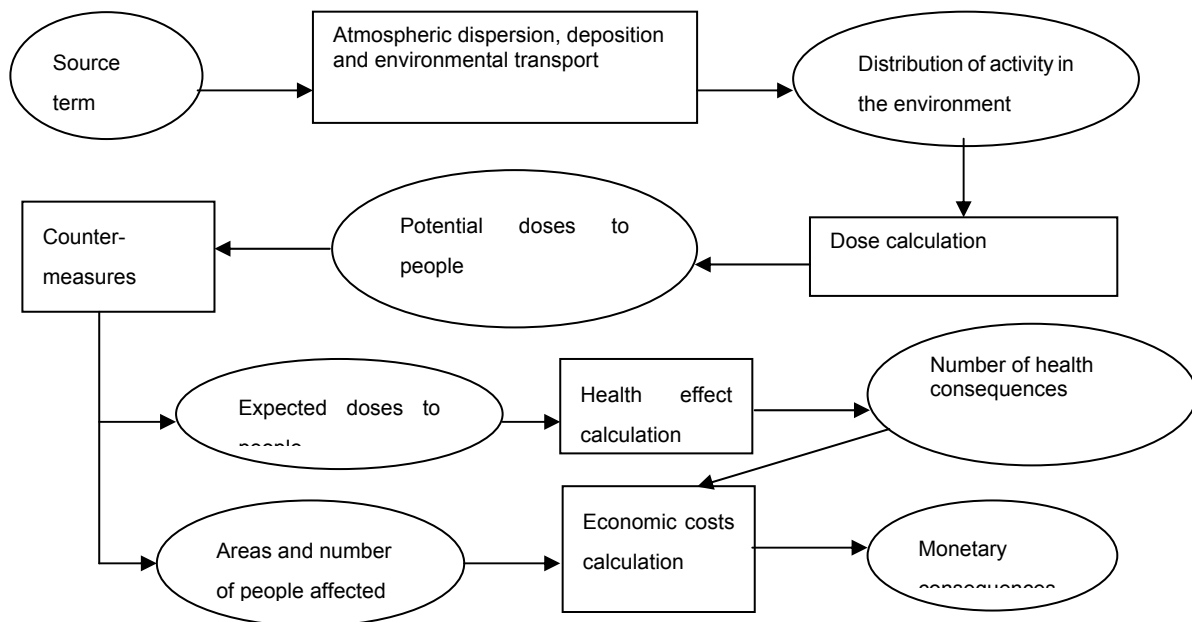 Source
term
Atmospheric dispersion, deposition
and environmental transport
Distribution of activity in
the environment
Counter-
measures
Potential doses to
people
Dose calculation
Expected doses to
people
Health effect
calculation
Number of health
consequences
Areas and number
of people affected
Economic costs
calculation
Monetary
consequences